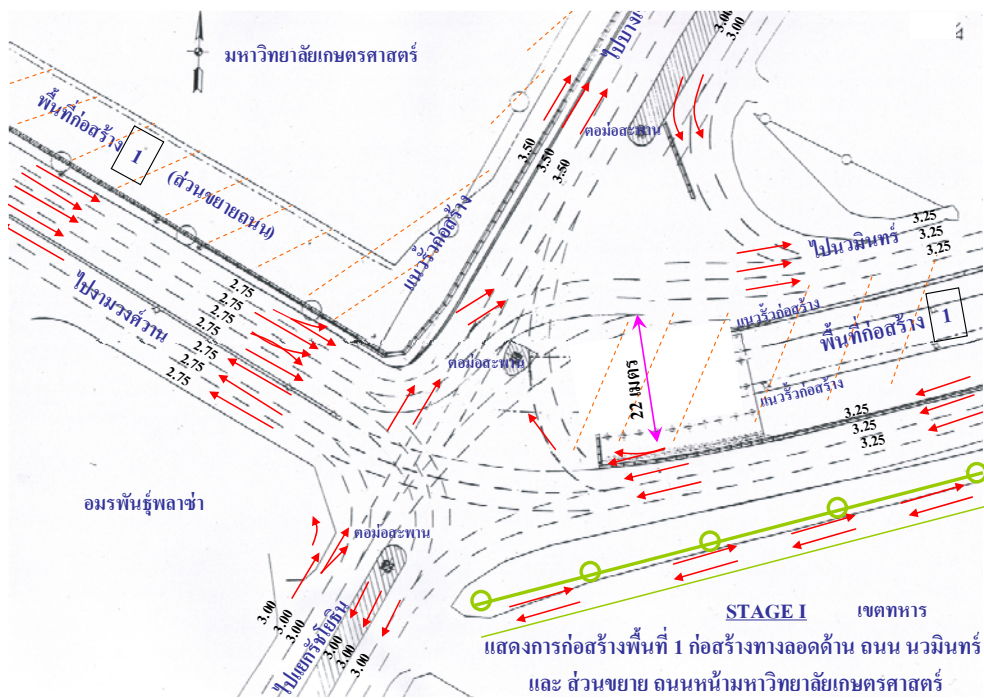 มหาวิทยาลัยเกษตรศาสตร์
3.00
3.00
3.00
3.00
ตอม่อสะพาน
พื้นที่ก่อสร้าง 1
(ส่วนขยายถนน)
แนวรั้วก่อสร้าง
3.50
3.50
3.50
ไปนวมินทร์
3.25
3.25
3.25
ไปงามวงศ์วาน
2.75
2.75
2.75
2.75
2.75
2.75
2.75
แนวรั้วก่อสร้าง
พื้นที่ก่อสร้าง 1
ตอม่อสะพาน
22 เมตร
แนวรั้วก่อสร้าง
3.25
3.25
3.25
อมรพันธุ์พลาซ่า
ตอม่อสะพาน
3.00
3.00
3.00
ไปแยกรัชโยธิน
3.00
3.00
3.00
STAGE I เขตทหาร
แสดงการก่อสร้างพื้นที่ 1 ก่อสร้างทางลอดด้าน ถนน นวมินทร์
และ ส่วนขยาย ถนนหน้ามหาวิทยาลัยเกษตรศาสตร์